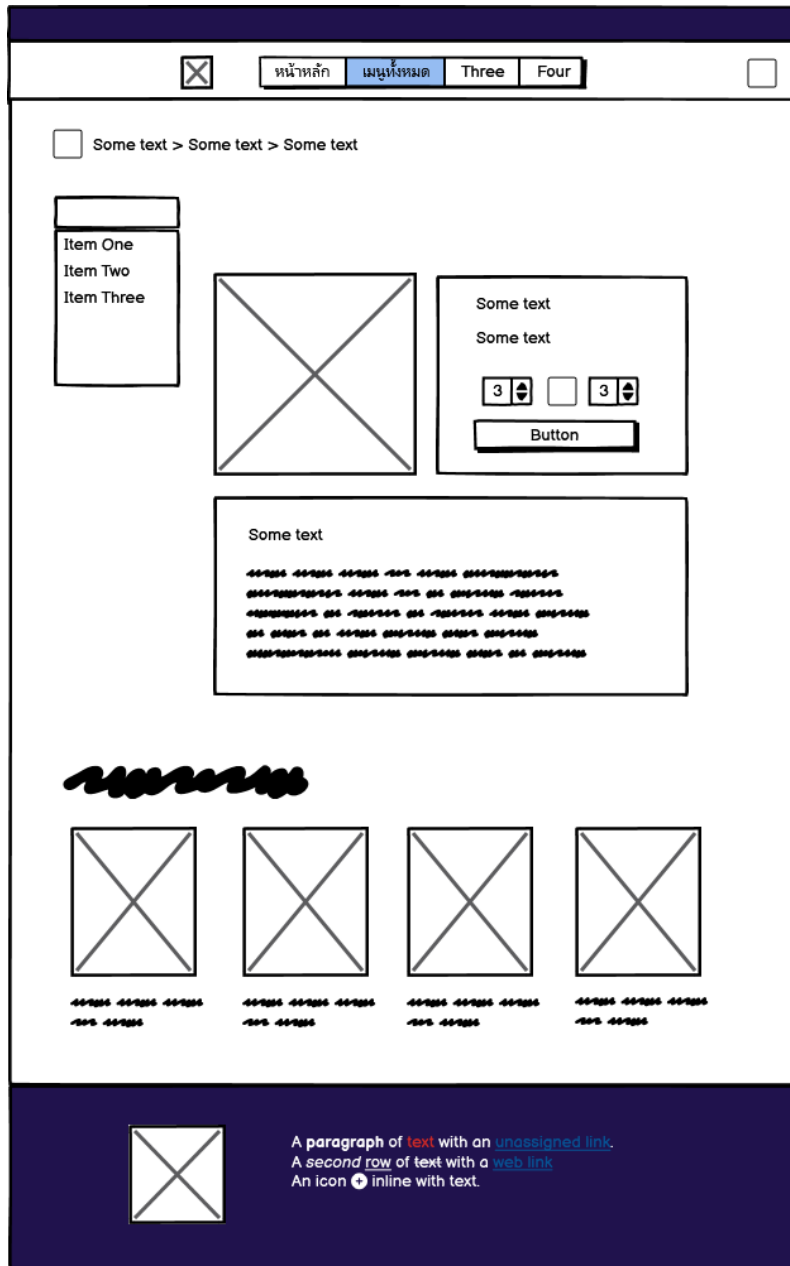 หน้าหลัก เมนูทั้งหมด Three Four
Some text > Some text > Some text
Item One
Item Two
Item Three
Some text
Some text
3 3
Button
Some text
A paragraph of text with an unassigned link.
A second row of text with a web link
An icon inline with text.